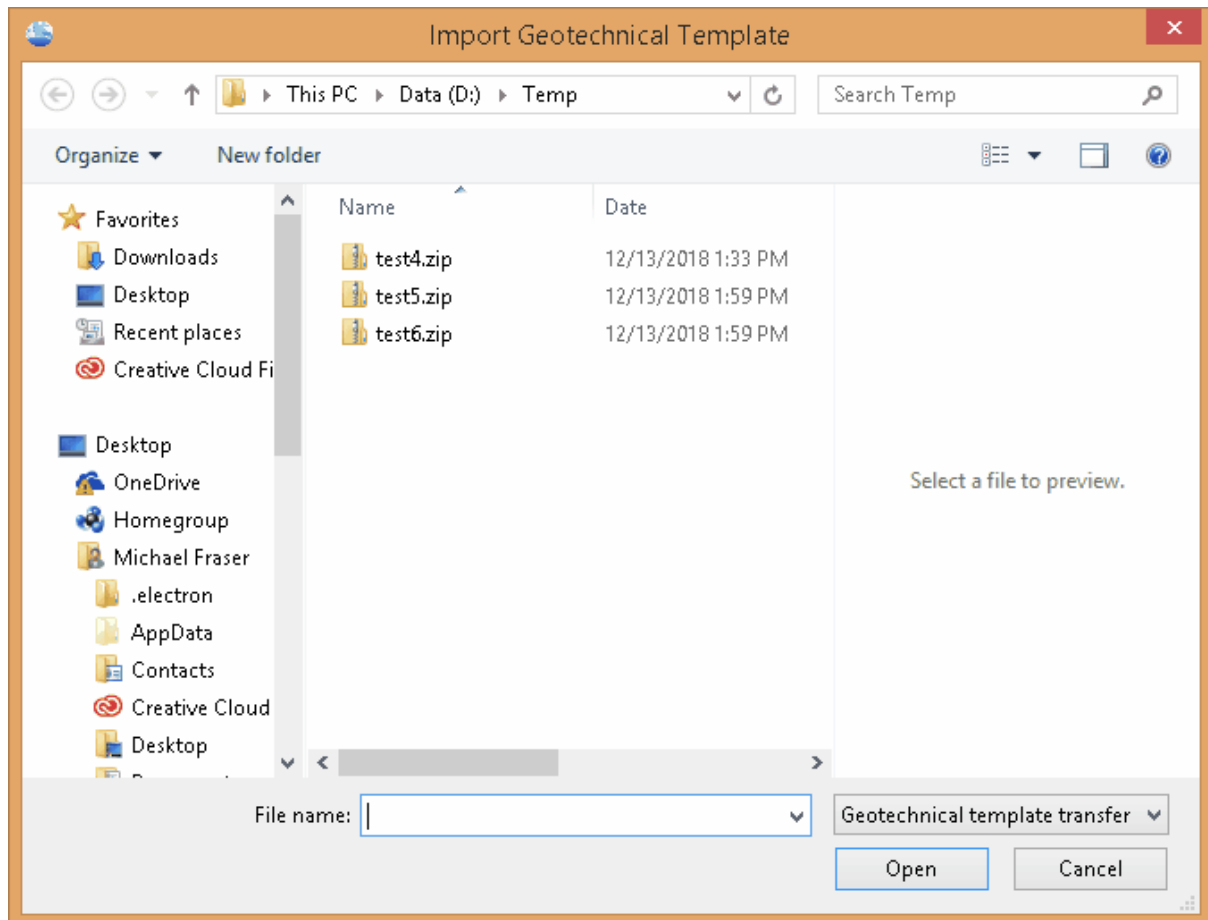 Import Geotechnical Template
This PC Data (D:) Temp
Search Temp
Organize
New folder
Favorites
Downloads
Desktop
Recent places
Creative Cloud Fi
Desktop
OneDrive
Homegroup
Michael Fraser
.electron
AppData
Contacts
Creative Cloud
Desktop
Name Date
test4.zip 12/13/2018 1:33 PM
test5.zip 12/13/2018 1:59 PM
test6.zip 12/13/2018 1:59 PM
Select a file to preview.
File name:
Geotechnical template transfer
Open
Cancel